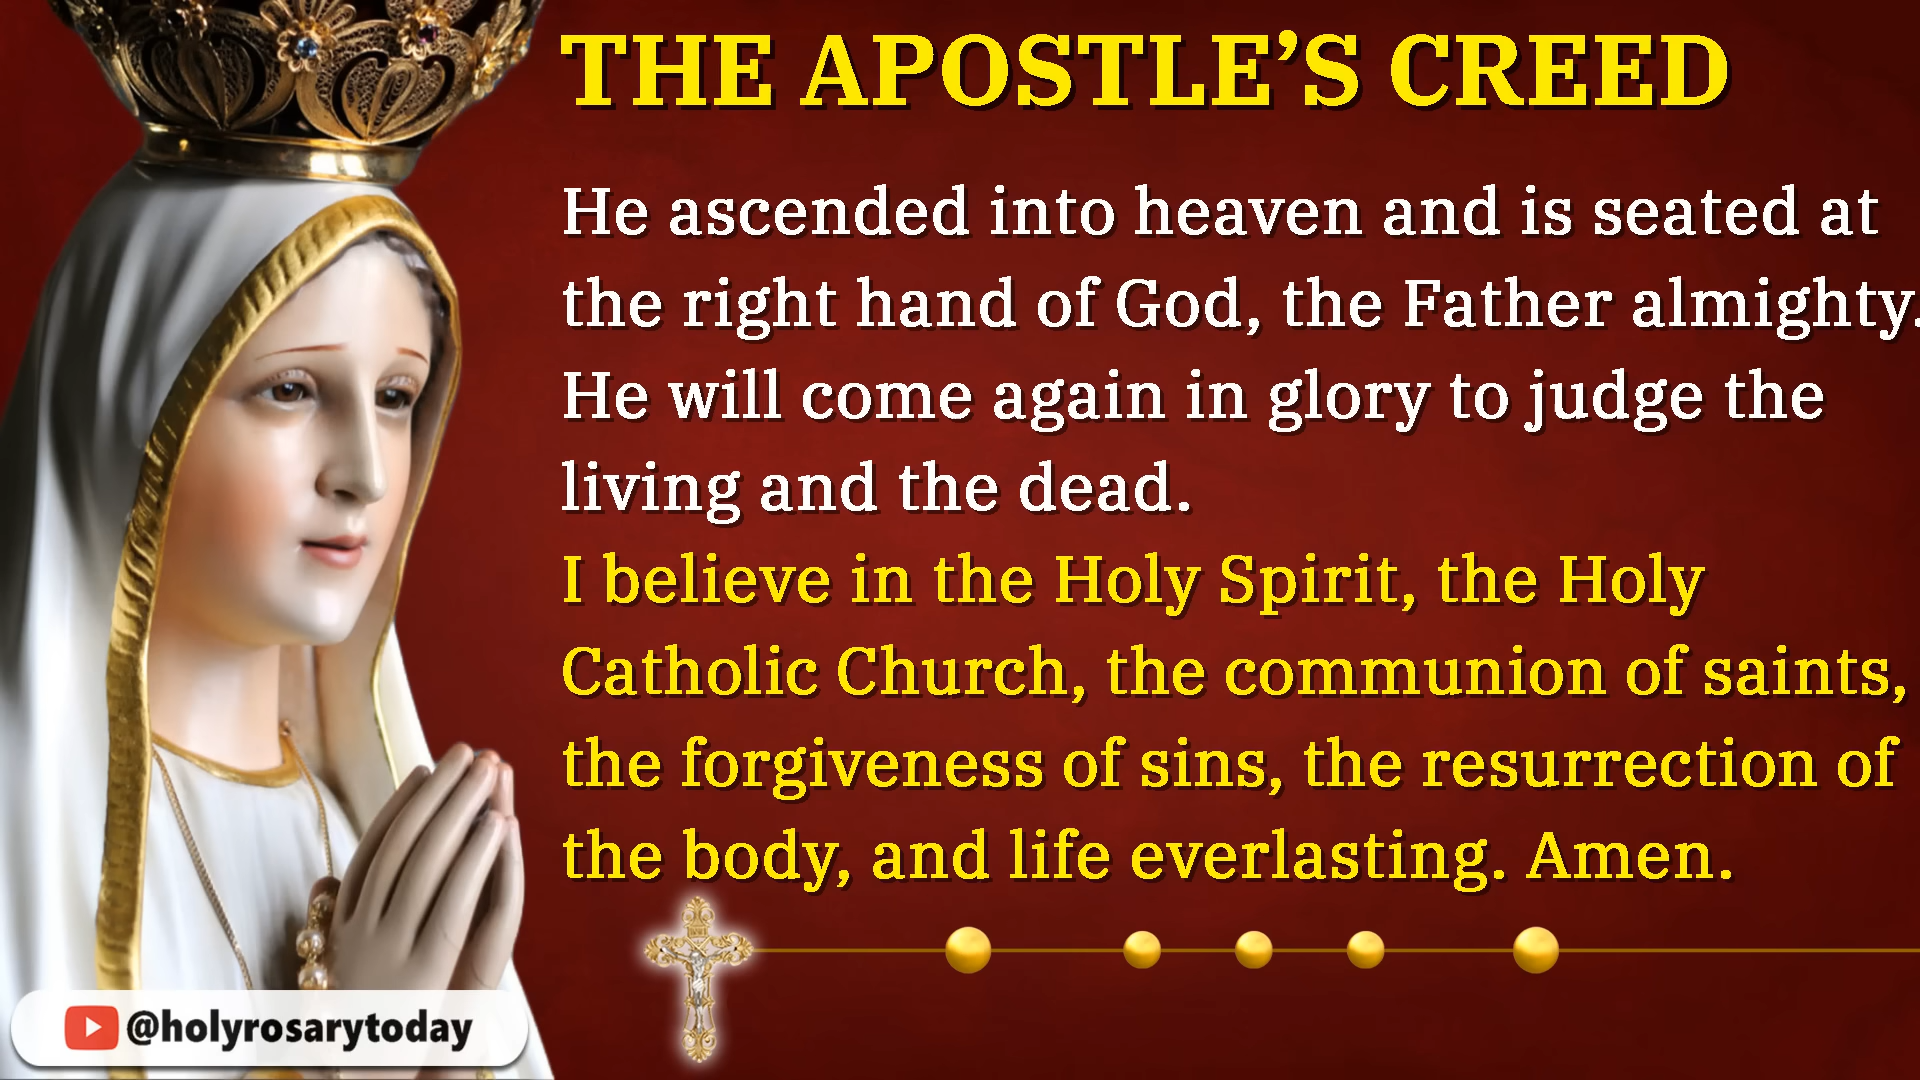 THE APOSTLE’S CREED
He ascended into heaven and is seated at
the right hand of God, the Father almighty.
He will come again in glory to judge the
living and the dead.
I believe in the Holy Spirit, the Holy
Catholic Church, the communion of saints,
the forgiveness of sins, the resurrection of
the body, and life everlasting. Amen.
@holyrosarytoday